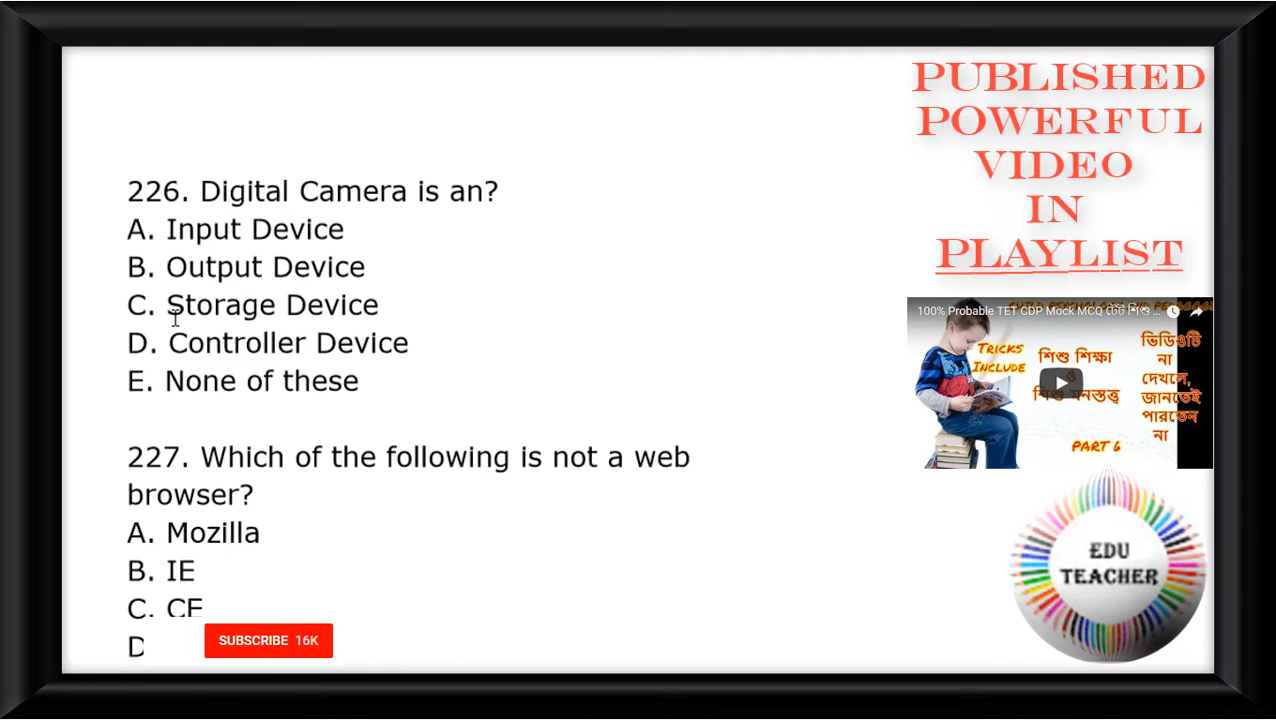 226. Digital Camera is an?
A. Input Device
B. Output Device
C. Storage Device
D. Controller Device
E. None of these
227. Which of the following is not a web
browser?
A. Mozilla
B. IE
C. CE
D
SUBSCRIBE 16K
PUBLISHED
POWERFUL
VIDEO
IN
PLAYLIST
100% Probable TET CDP Mock MCQ টেট শিশু ...
TRICKS
INCLUDE
শিশু শিক্ষা
ও
শিশু মনস্তত্ত্ব
ভিডিওটি
না
দেখলে,
জানতেই
পারতেন
না
PART 6
EDU
TEACHER